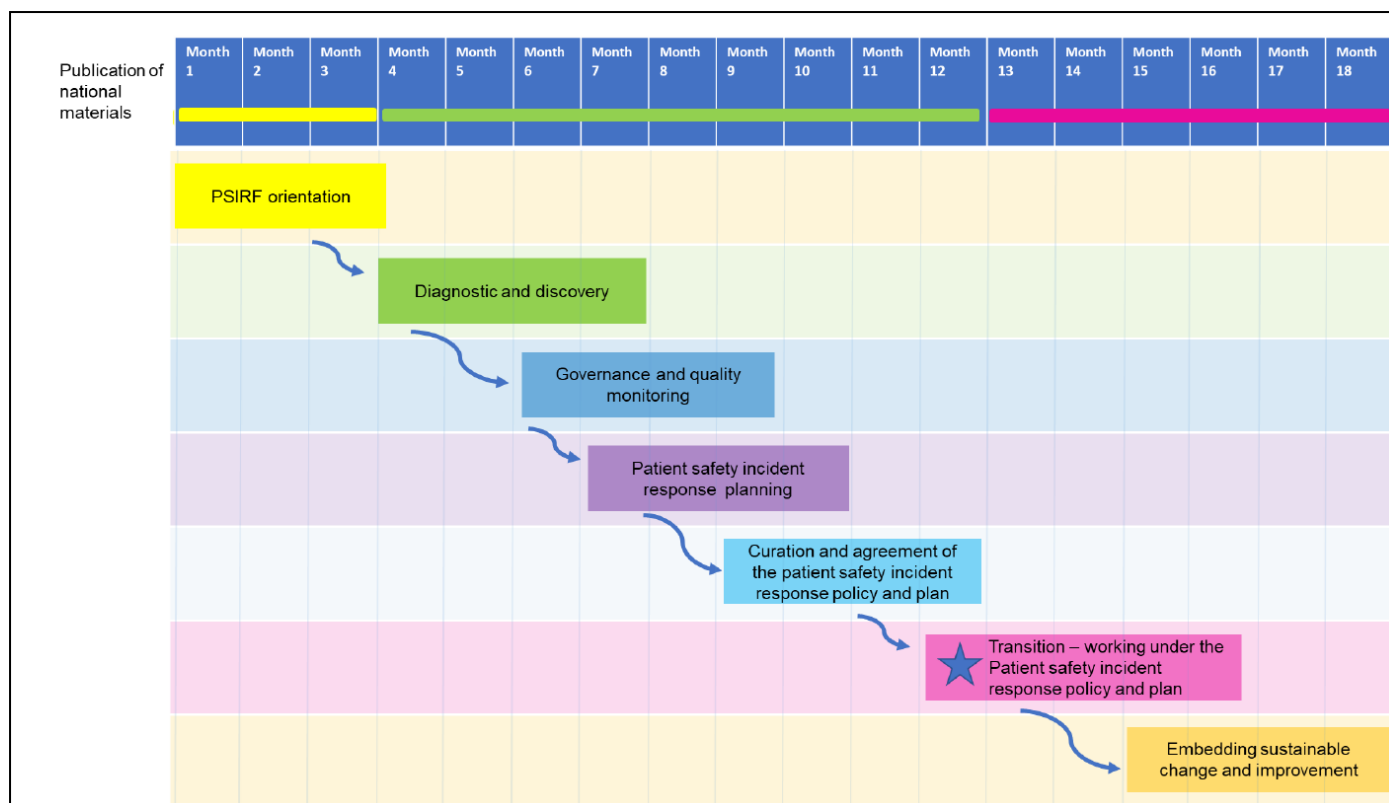 Publication of
national
materials
Month
1
Month
2
Month
3
Month
4
Month
5
Month
6
Month
7
Month
8
Month
9
Month
10
Month
11
Month
12
Month
13
Month
14
Month
15
Month
16
Month
17
Month
18
PSIRF orientation
Diagnostic and discovery
Governance and quality
monitoring
Patient safety incident
response planning
Curation and agreement of
the patient safety incident
response policy and plan
Transition – working under the
Patient safety incident
response policy and plan
Embedding sustainable
change and improvement